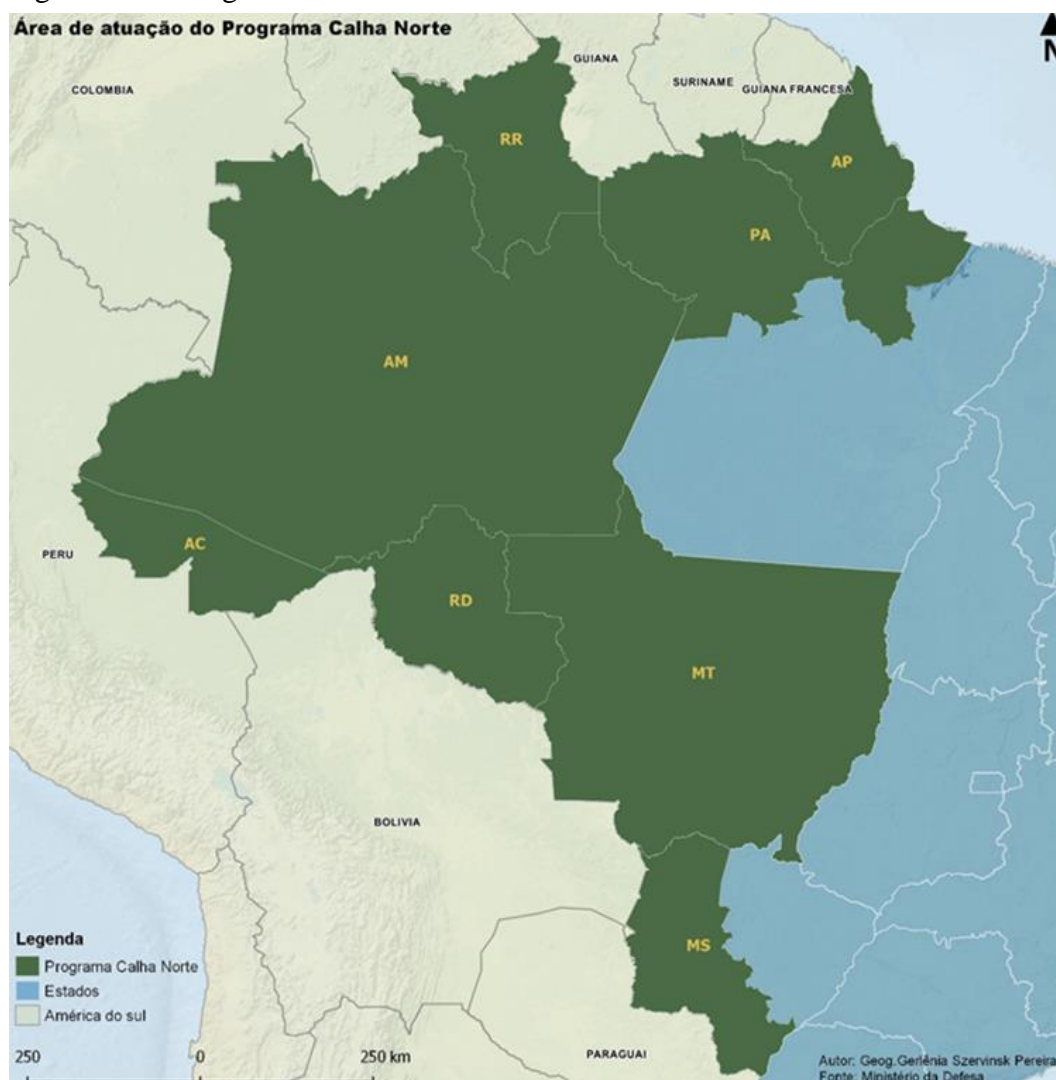 Área de atuação do Programa Calha Norte
N
GUIANA
SURINAME
GUIANA FRANCESA
COLOMBIA
RR
AP
PA
AM
AC
PERU
RD
MT
BOLIVIA
MS
PARAGUAI
Legenda
Programa Calha Norte
Estados
América do sul
250 0 250 km
Autor: Geog.Gerlênia Szervinsk Pereira
Fonte: Ministério da Defesa